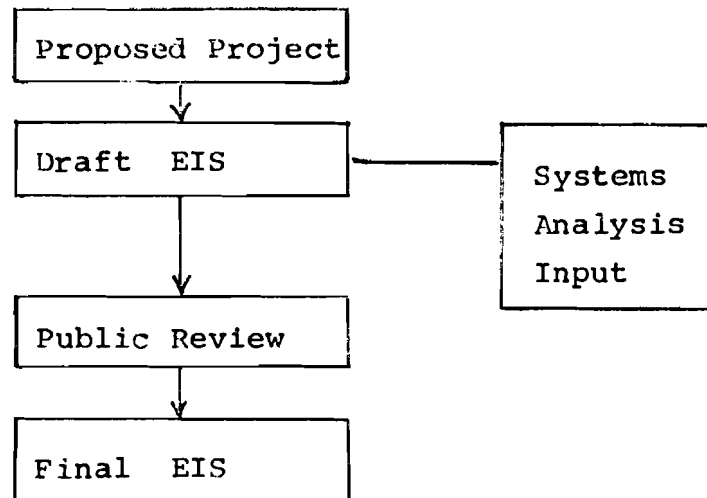 Proposed Project
Draft EIS
Systems
Analysis
Input
Public Review
Final EIS